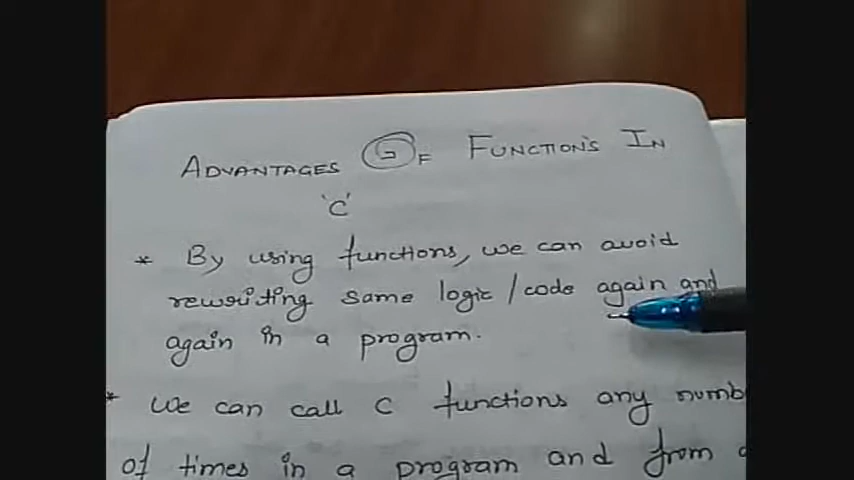 ADVANTAGES OF FUNCTIONS IN
'C'
* By using functions, we can avoid
rewriting same logic / code again and
again in a program.
* We can call C functions any
of times in a program and from